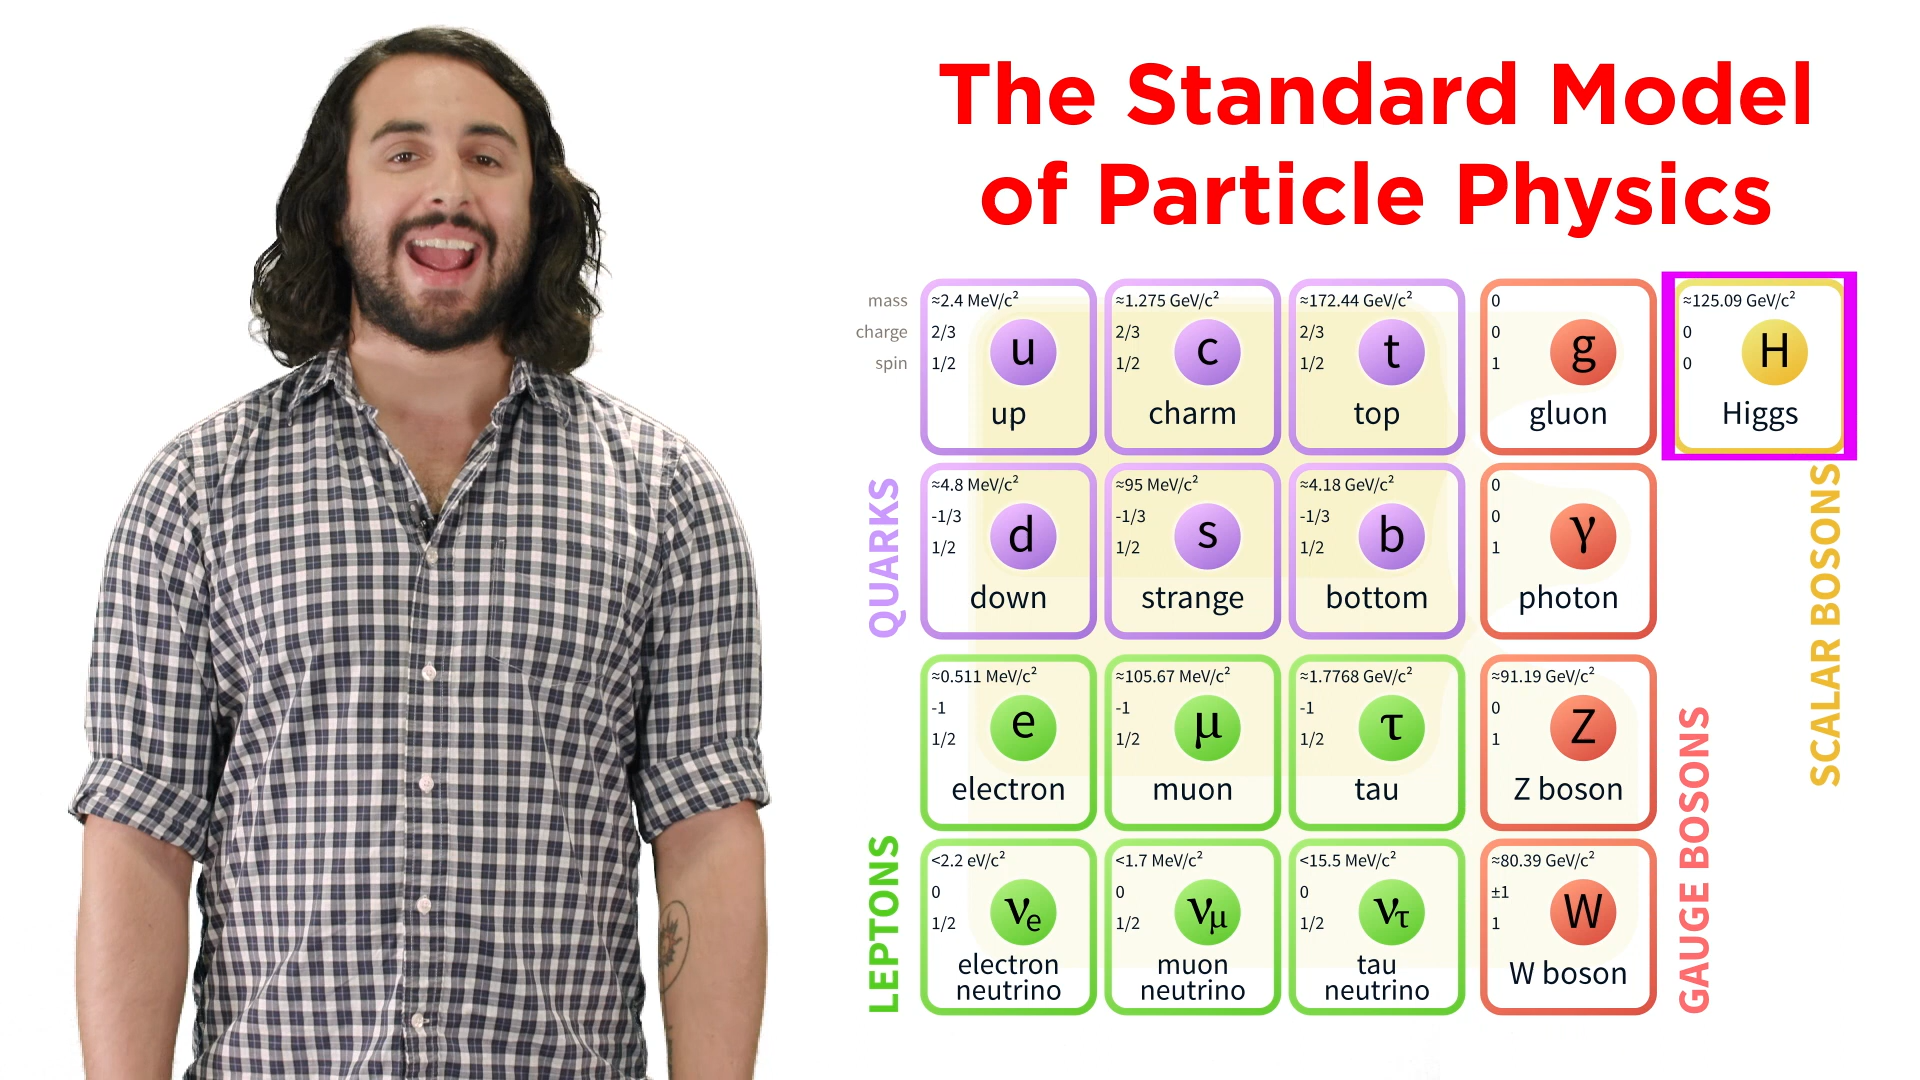 The Standard Model
of Particle Physics
mass
charge
spin
≈2.4 MeV/c²
2/3
1/2
u
up
≈1.275 GeV/c²
2/3
1/2
c
charm
≈172.44 GeV/c²
2/3
1/2
t
top
0
0
1
g
gluon
≈125.09 GeV/c²
0
0
H
Higgs
QUARKS
≈4.8 MeV/c²
-1/3
1/2
d
down
≈95 MeV/c²
-1/3
1/2
s
strange
≈4.18 GeV/c²
-1/3
1/2
b
bottom
0
0
1
γ
photon
SCALAR BOSONS
LEPTONS
≈0.511 MeV/c²
-1
1/2
e
electron
≈105.67 MeV/c²
-1
1/2
μ
muon
≈1.7768 GeV/c²
-1
1/2
τ
tau
≈91.19 GeV/c²
0
1
Z
Z boson
GAUGE BOSONS
<2.2 eV/c²
0
1/2
νe
electron
neutrino
<1.7 MeV/c²
0
1/2
νμ
muon
neutrino
<15.5 MeV/c²
0
1/2
ντ
tau
neutrino
≈80.39 GeV/c²
±1
1
W
W boson